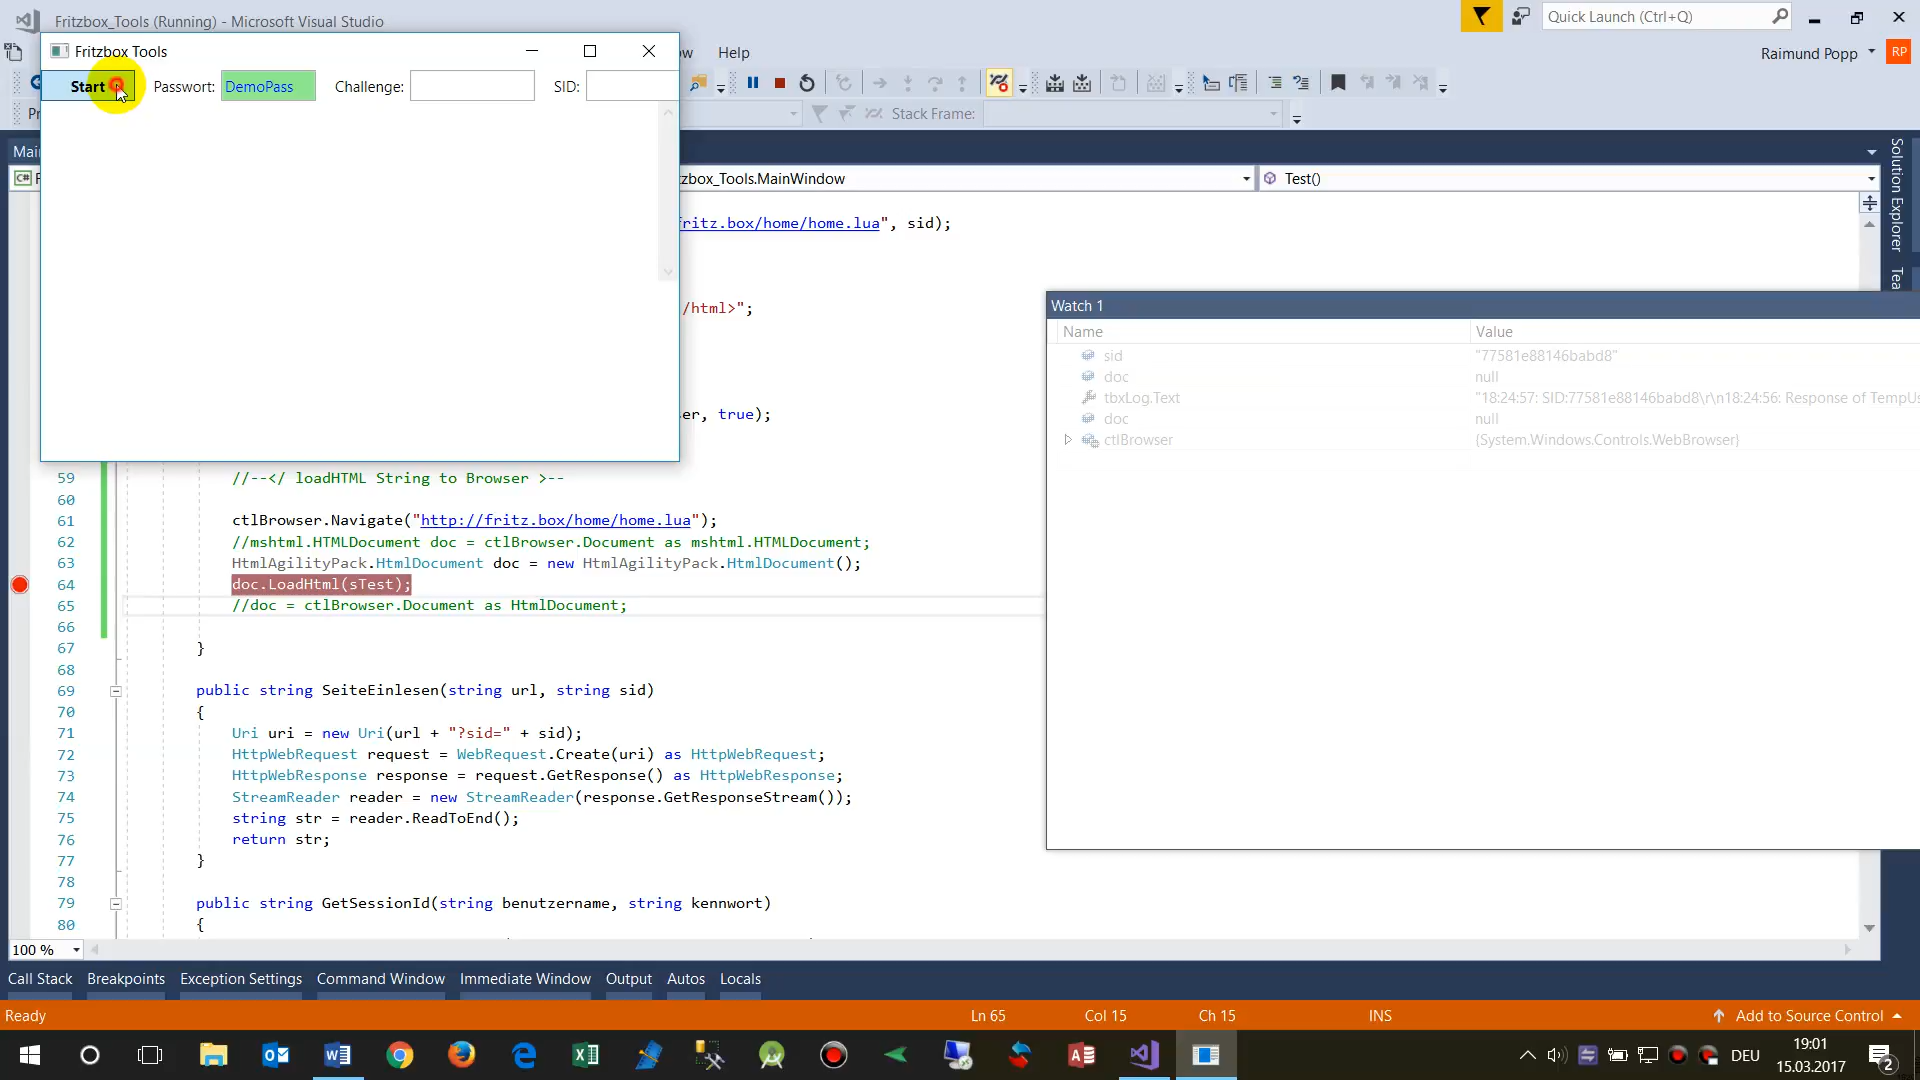 Fritzbox_Tools (Running) - Microsoft Visual Studio
Quick Launch (Ctrl+Q)
Fritzbox Tools
Help
Raimund Popp
RP
Start
Passwort:
DemoPass
Challenge:
SID:
Stack Frame:
Fritzbox_Tools.MainWindow
Test()
Solution Explorer
fritz.box/home/home.lua", sid);
/html>";
true);
Watch 1
Name Value
sid "77581e88146babd8"
doc null
tbxLog.Text "18:24:57: SID:77581e88146babd8\r\n18:24:56: Response of TempUs
doc null
ctlBrowser {System.Windows.Controls.WebBrowser}
59 //--</ loadHTML String to Browser >--
60
61 ctlBrowser.Navigate("http://fritz.box/home/home.lua");
62 //mshtml.HTMLDocument doc = ctlBrowser.Document as mshtml.HTMLDocument;
63 HtmlAgilityPack.HtmlDocument doc = new HtmlAgilityPack.HtmlDocument();
64 doc.LoadHtml(sTest);
65 //doc = ctlBrowser.Document as HtmlDocument;
66
67 }
68
69 public string SeiteEinlesen(string url, string sid)
70 {
71 Uri uri = new Uri(url + "?sid=" + sid);
72 HttpWebRequest request = WebRequest.Create(uri) as HttpWebRequest;
73 HttpWebResponse response = request.GetResponse() as HttpWebResponse;
74 StreamReader reader = new StreamReader(response.GetResponseStream());
75 string str = reader.ReadToEnd();
76 return str;
77 }
78
79 public string GetSessionId(string benutzername, string kennwort)
80 {
100 %
Call Stack Breakpoints Exception Settings Command Window Immediate Window Output Autos Locals
Ready Ln 65 Col 15 Ch 15 INS Add to Source Control
DEU
19:01
15.03.2017
2